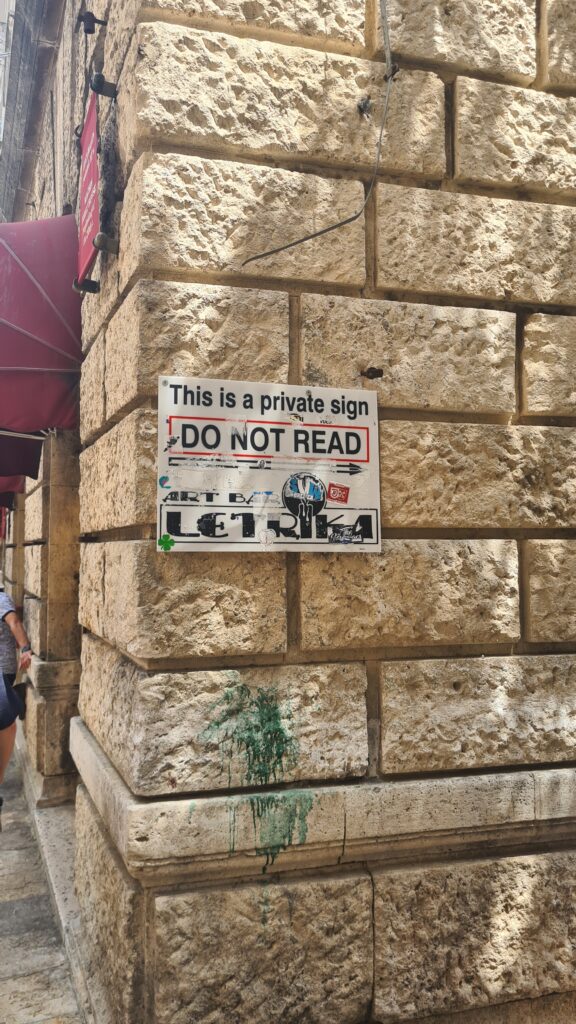 This is a private sign
DO NOT READ
ART BAR
LETRIKA